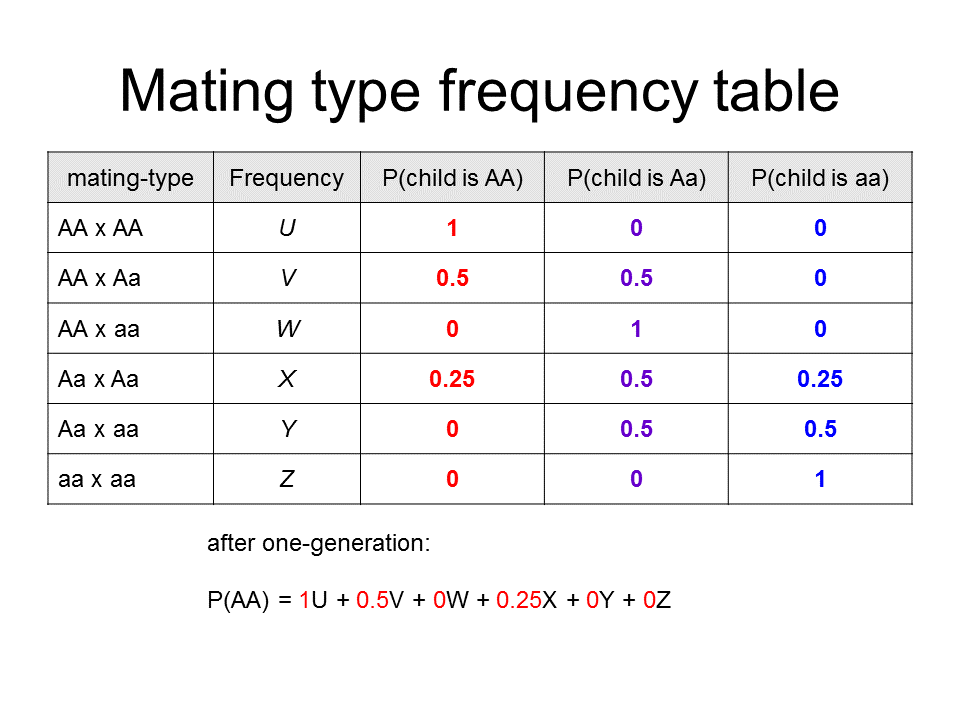 Mating type frequency table
mating-type Frequency P(child is AA) P(child is Aa) P(child is aa)
AA x AA U 1 0 0
AA x Aa V 0.5 0.5 0
AA x aa W 0 1 0
Aa x Aa X 0.25 0.5 0.25
Aa x aa Y 0 0.5 0.5
aa x aa Z 0 0 1
after one-generation:
P(AA) = 1U + 0.5V + 0W + 0.25X + 0Y + 0Z